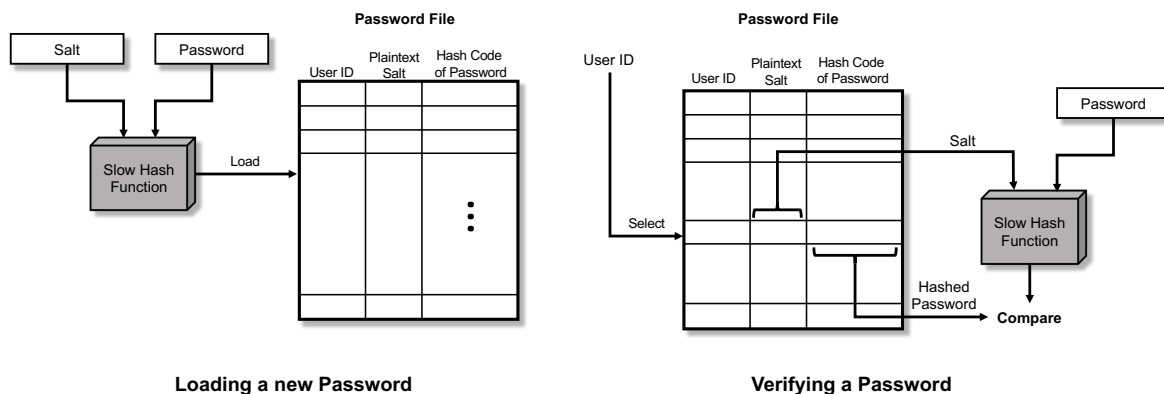 Password File
Salt
Password
User ID
Plaintext
Salt
Hash Code
of Password
Slow Hash
Function
Load
Loading a new Password
Password File
User ID
User ID
Plaintext
Salt
Hash Code
of Password
Password
Salt
Select
Slow Hash
Function
Hashed
Password
Compare
Verifying a Password